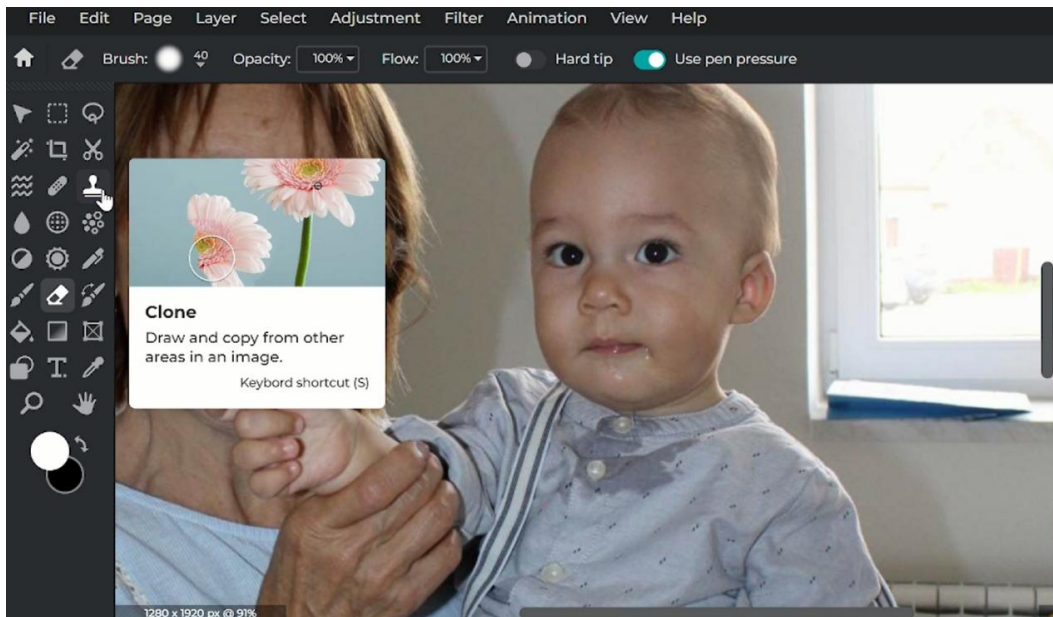 File Edit Page Layer Select Adjustment Filter Animation View Help
Brush: 40 Opacity: 100% Flow: 100% Hard tip Use pen pressure
Clone
Draw and copy from other
areas in an image.
Keybord shortcut (S)
T.
1280 x 1920 px @ 91%